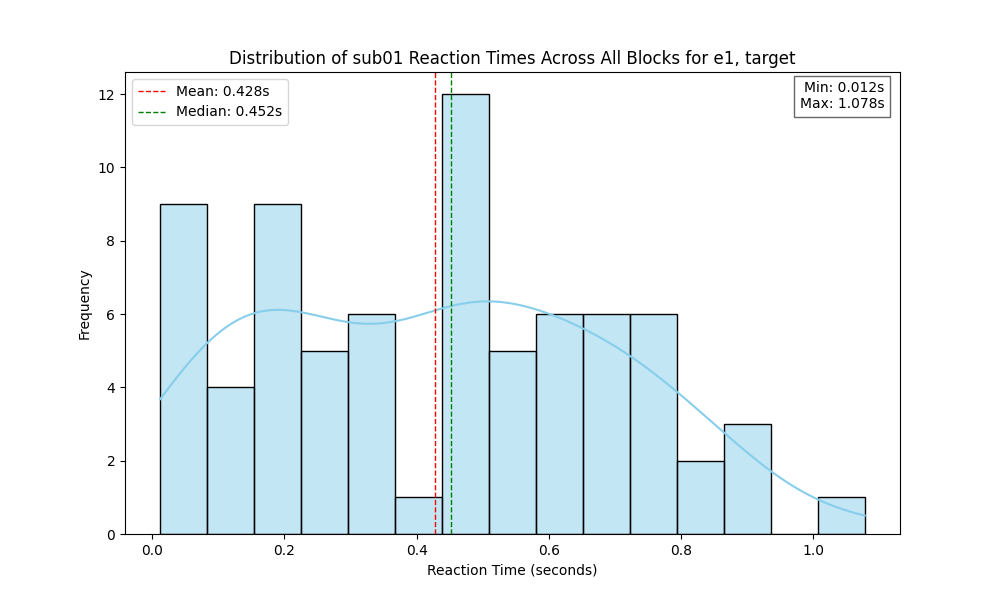 Distribution of sub01 Reaction Times Across All Blocks for e1, target
Mean: 0.428s
Median: 0.452s
Min: 0.012s
Max: 1.078s
12
10
8
6
4
2
0
Frequency
0.0
0.2
0.4
0.6
0.8
1.0
Reaction Time (seconds)